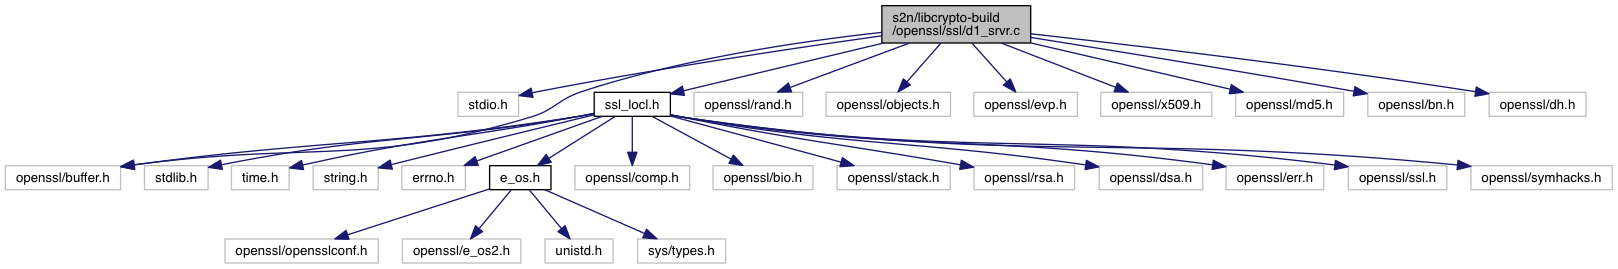 s2n/libcrypto-build
/openssl/ssl/d1_srvr.c
stdio.h
ssl_locl.h
openssl/rand.h
openssl/objects.h
openssl/evp.h
openssl/x509.h
openssl/md5.h
openssl/bn.h
openssl/dh.h
openssl/buffer.h
stdlib.h
time.h
string.h
errno.h
e_os.h
openssl/comp.h
openssl/bio.h
openssl/stack.h
openssl/rsa.h
openssl/dsa.h
openssl/err.h
openssl/ssl.h
openssl/symhacks.h
openssl/opensslconf.h
openssl/e_os2.h
unistd.h
sys/types.h